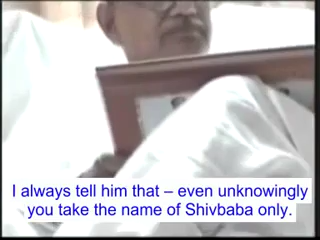 I always tell him that – even unknowingly
you take the name of Shivbaba only.